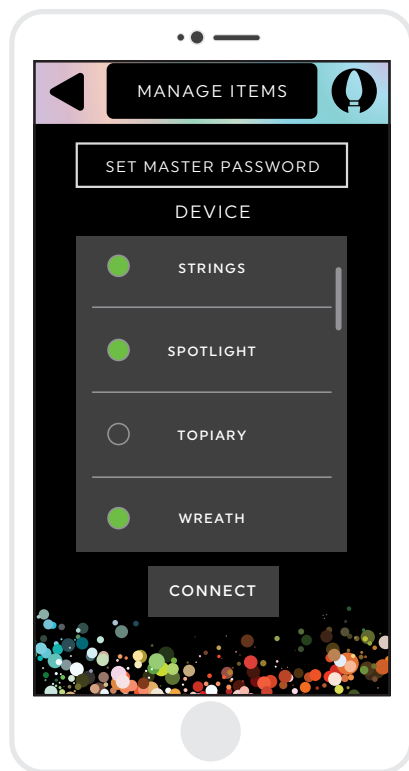 MANAGE ITEMS
SET MASTER PASSWORD
DEVICE
STRINGS
SPOTLIGHT
TOPIARY
WREATH
CONNECT